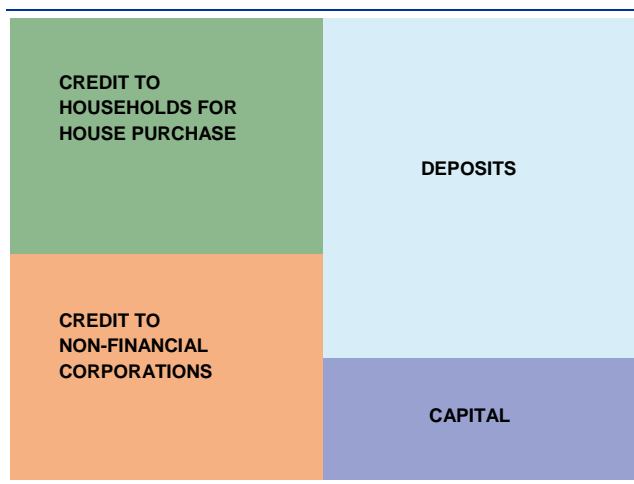 CREDIT TO
HOUSEHOLDS FOR
HOUSE PURCHASE
DEPOSITS
CREDIT TO
NON-FINANCIAL
CORPORATIONS
CAPITAL